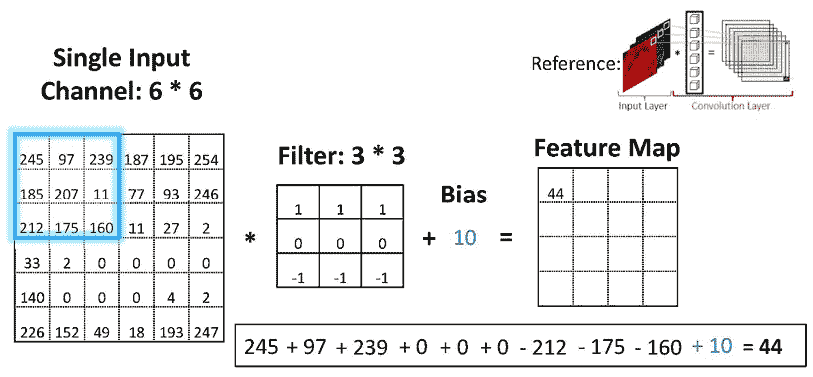 Single Input
Channel: 6 * 6
Reference:
*
=
Input Layer
Convolution Layer
245 97 239 187 195 254
185 207 11 77 93 246
212 175 160 11 27 2
33 2 0 0 0 0
140 0 0 0 4 2
226 152 49 18 193 247
*
Filter: 3 * 3
1 1 1
0 0 0
-1 -1 -1
Bias
+ 10 =
Feature Map
44
245 + 97 + 239 + 0 + 0 + 0 - 212 - 175 - 160 + 10 = 44